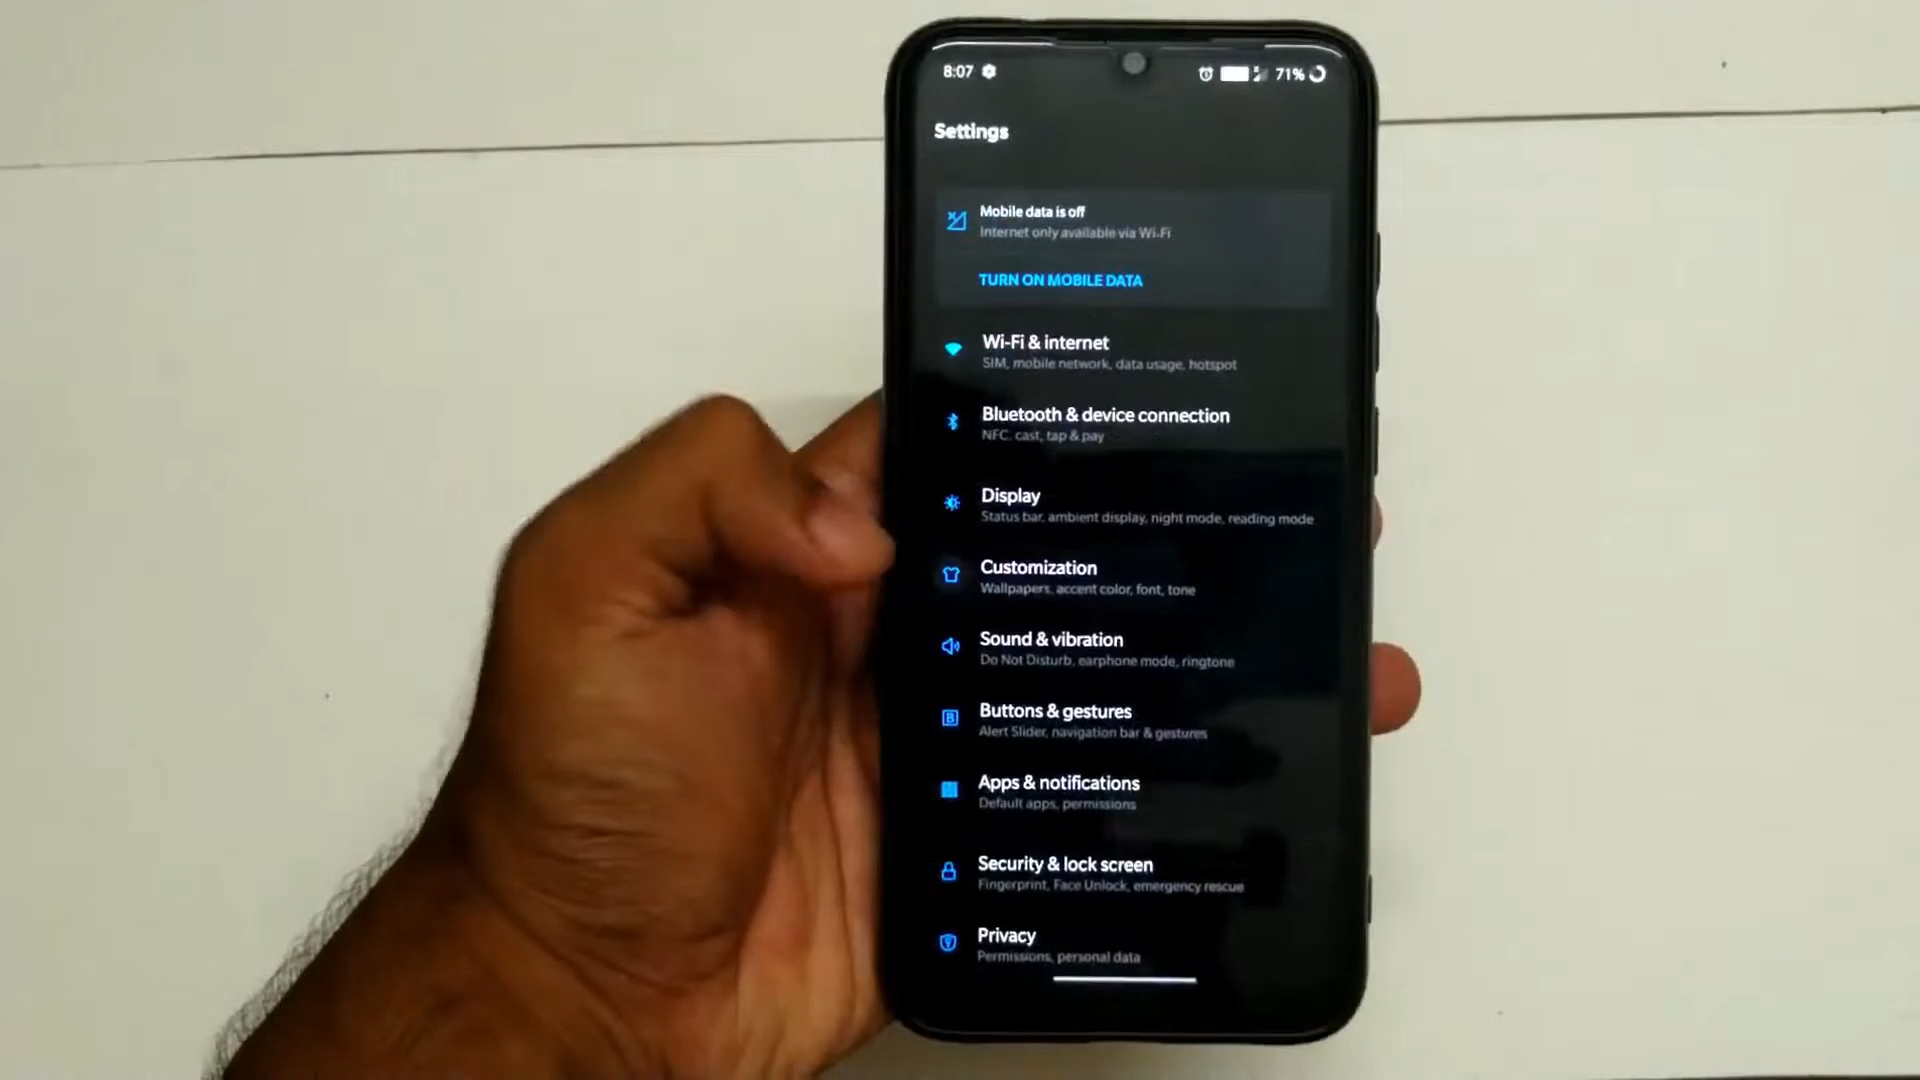 8:07 71%
Settings
Mobile data is off
Internet only available via Wi-Fi
TURN ON MOBILE DATA
Wi-Fi & internet
SIM, mobile network, data usage, hotspot
Bluetooth & device connection
NFC, cast, tap & pay
Display
Status bar, ambient display, night mode, reading mode
Customization
Wallpapers, accent color, font, tone
Sound & vibration
Do Not Disturb, earphone mode, ringtone
Buttons & gestures
Alert Slider, navigation bar & gestures
Apps & notifications
Default apps, permissions
Security & lock screen
Fingerprint, Face Unlock, emergency rescue
Privacy
Permissions, personal data